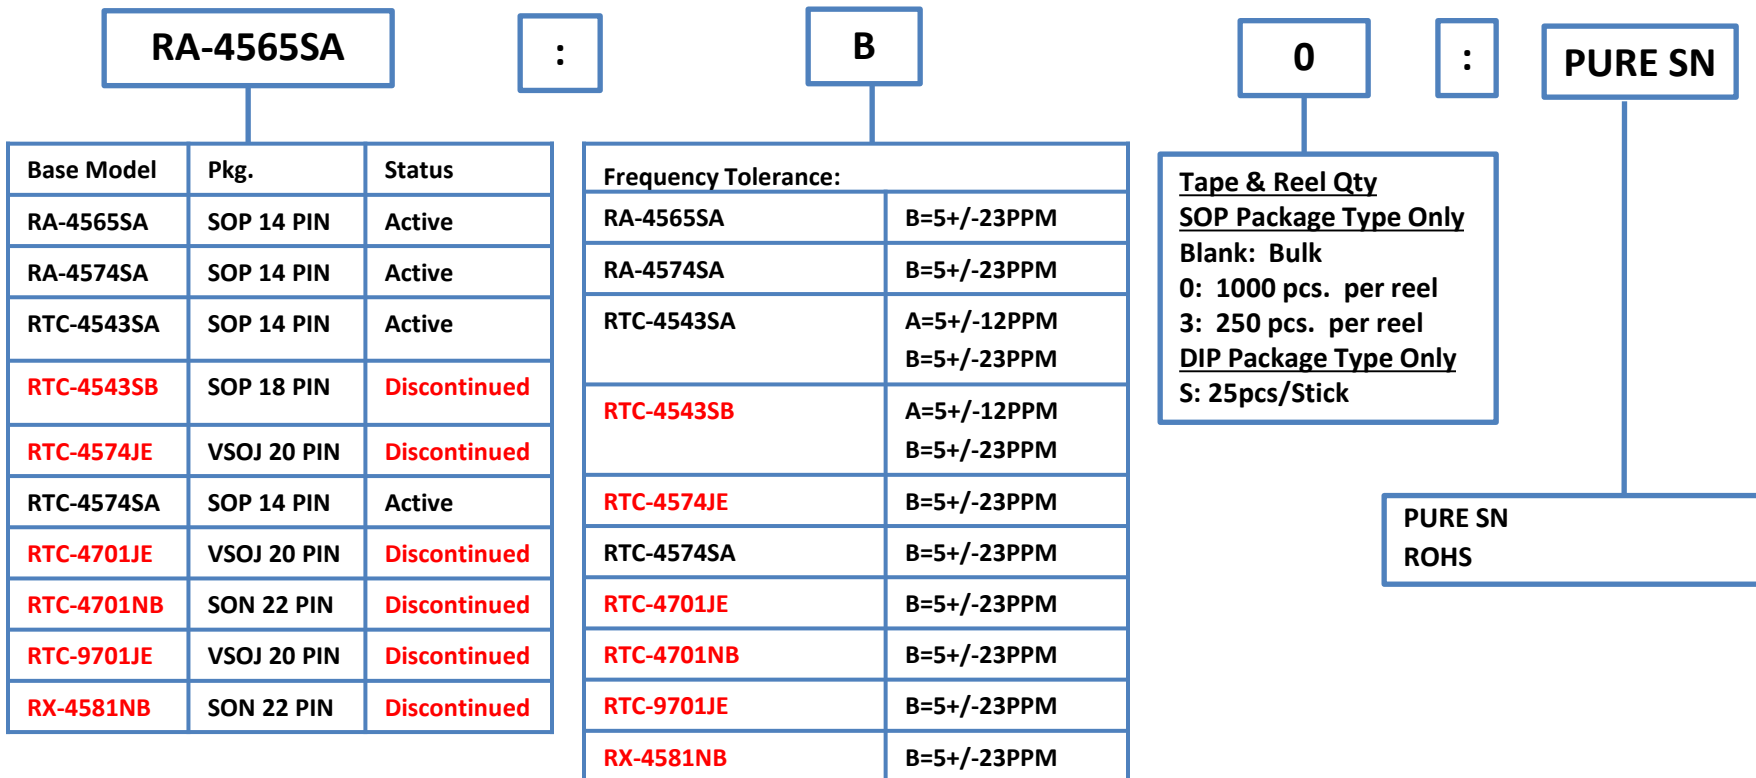 RA-4565SA : B 0 : PURE SN
Base Model Pkg. Status
RA-4565SA SOP 14 PIN Active
RA-4574SA SOP 14 PIN Active
RTC-4543SA SOP 14 PIN Active
RTC-4543SB SOP 18 PIN Discontinued
RTC-4574JE VSOJ 20 PIN Discontinued
RTC-4574SA SOP 14 PIN Active
RTC-4701JE VSOJ 20 PIN Discontinued
RTC-4701NB SON 22 PIN Discontinued
RTC-9701JE VSOJ 20 PIN Discontinued
RX-4581NB SON 22 PIN Discontinued
Frequency Tolerance:
RA-4565SA B=5+/-23PPM
RA-4574SA B=5+/-23PPM
RTC-4543SA A=5+/-12PPM
B=5+/-23PPM
RTC-4543SB A=5+/-12PPM
B=5+/-23PPM
RTC-4574JE B=5+/-23PPM
RTC-4574SA B=5+/-23PPM
RTC-4701JE B=5+/-23PPM
RTC-4701NB B=5+/-23PPM
RTC-9701JE B=5+/-23PPM
RX-4581NB B=5+/-23PPM
Tape & Reel Qty
SOP Package Type Only
Blank: Bulk
0: 1000 pcs. per reel
3: 250 pcs. per reel
DIP Package Type Only
S: 25pcs/Stick
PURE SN
ROHS